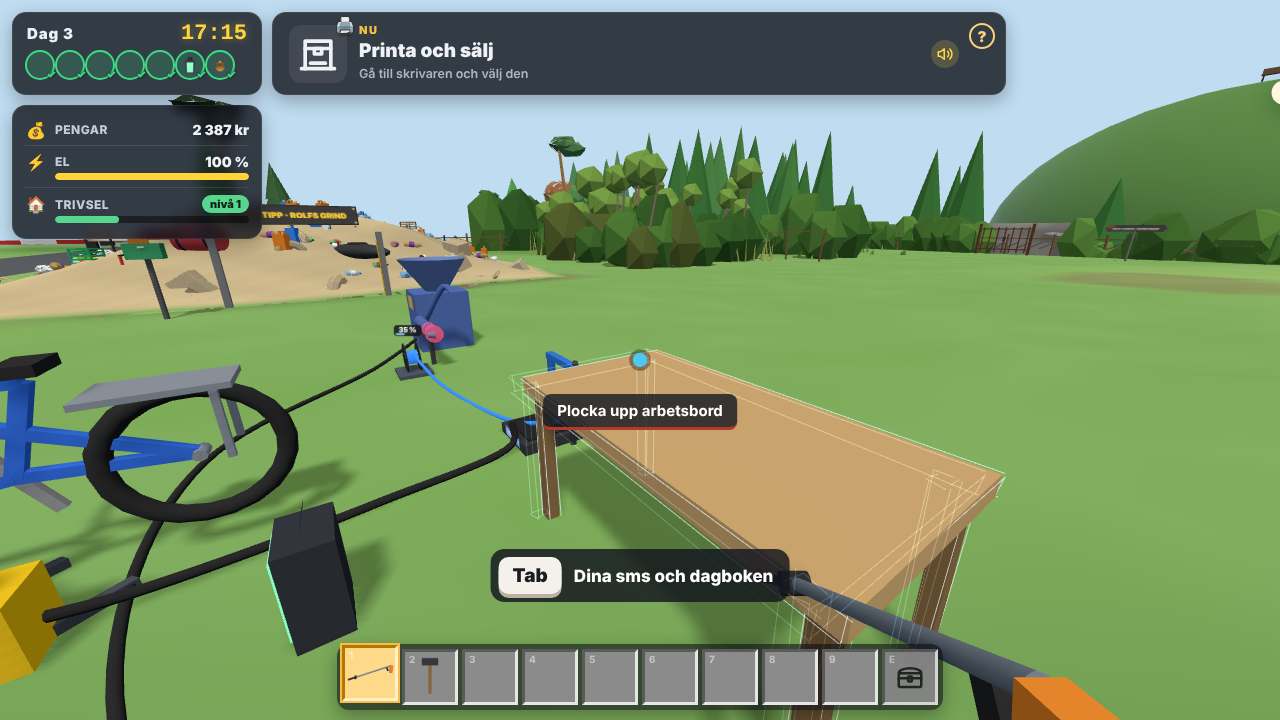 Dag 3
17:15
NU
Printa och sälj
Gå till skrivaren och välj den
?
PENGAR
2 387 kr
EL
100 %
TRIVSEL
nivå 1
TIPP - ROLFS GRIND
35 %
Plocka upp arbetsbord
Tab
Dina sms och dagboken
1
2
3
4
5
6
7
8
9
E